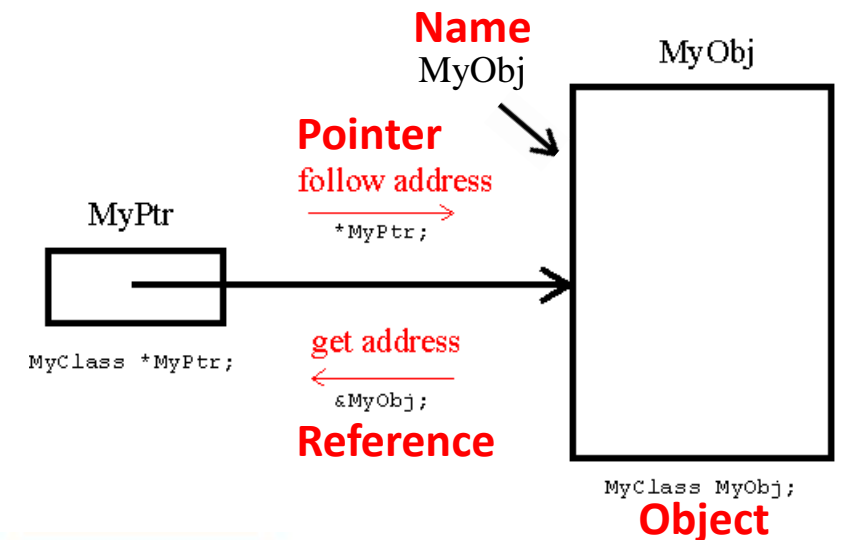 Name
MyObj
MyObj
Pointer
follow address
*MyPtr;
MyPtr
MyClass *MyPtr;
get address
&MyObj;
Reference
MyClass MyObj;
Object